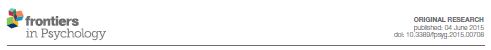 frontiers
in Psychology
ORIGINAL RESEARCH
published: 04 June 2015
doi: 10.3389/fpsyg.2015.00708